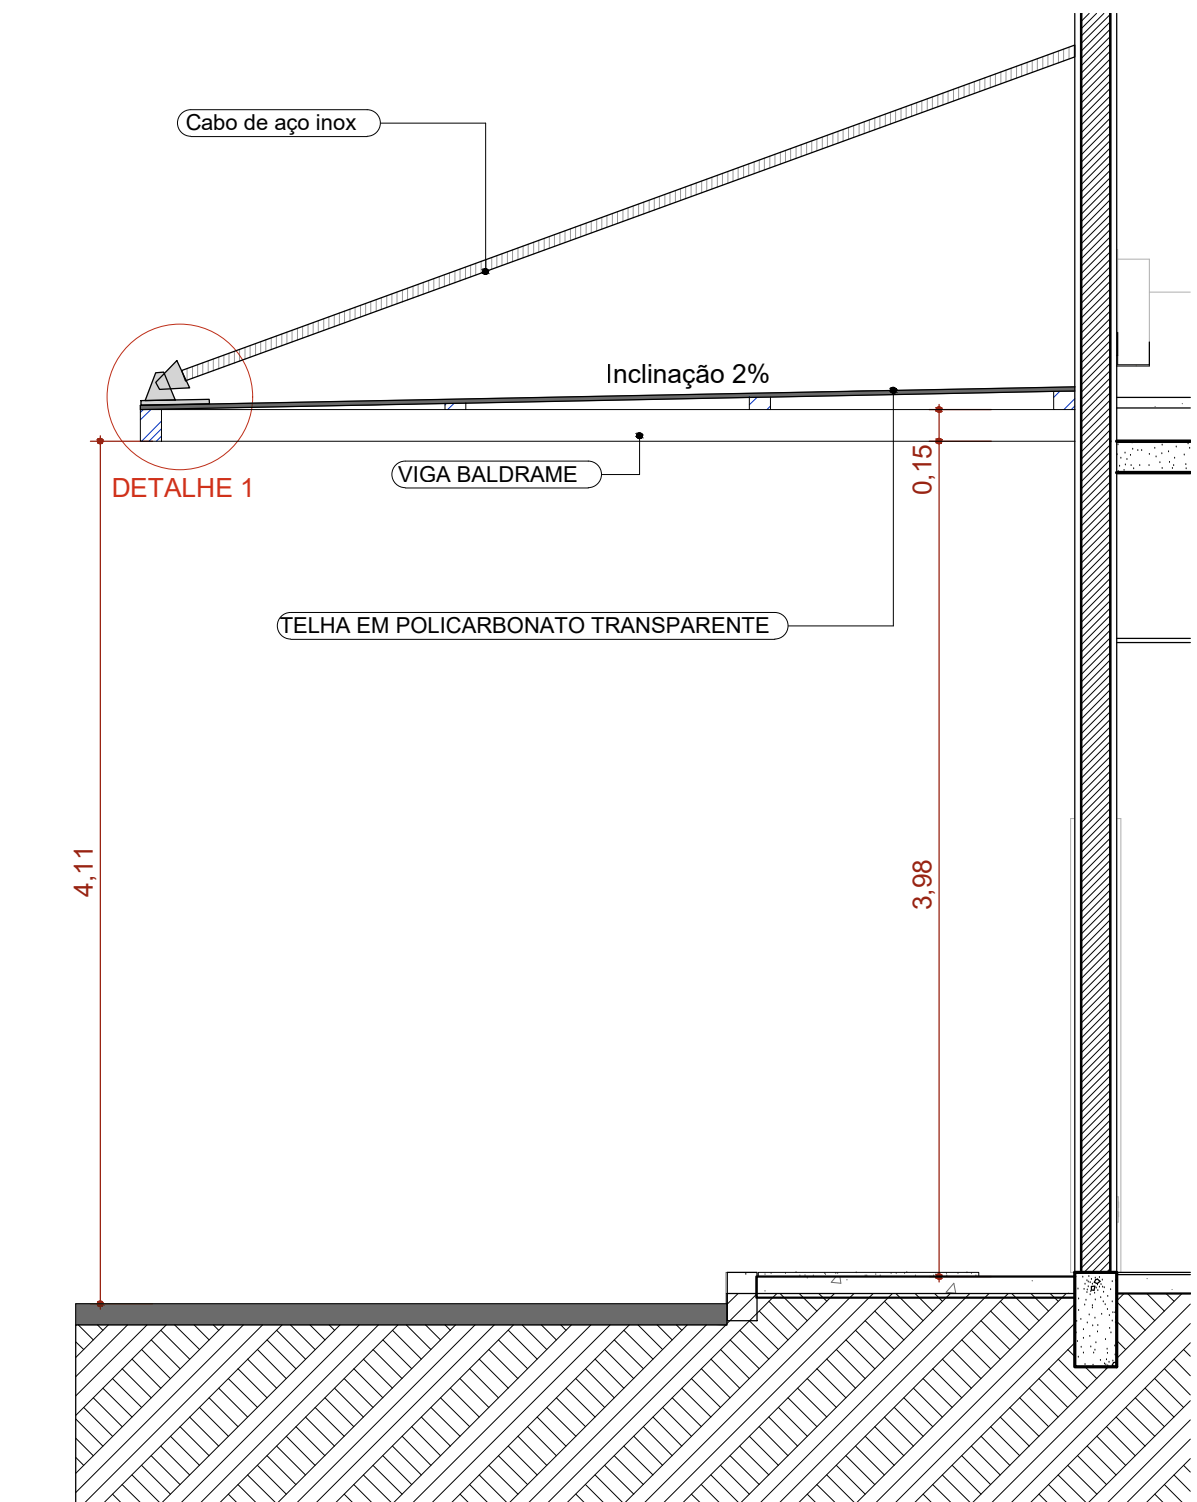 Cabo de aço inox
Inclinação 2%
DETALHE 1
VIGA BALDRAME
0,15
TELHA EM POLICARBONATO TRANSPARENTE
4,11
3,98